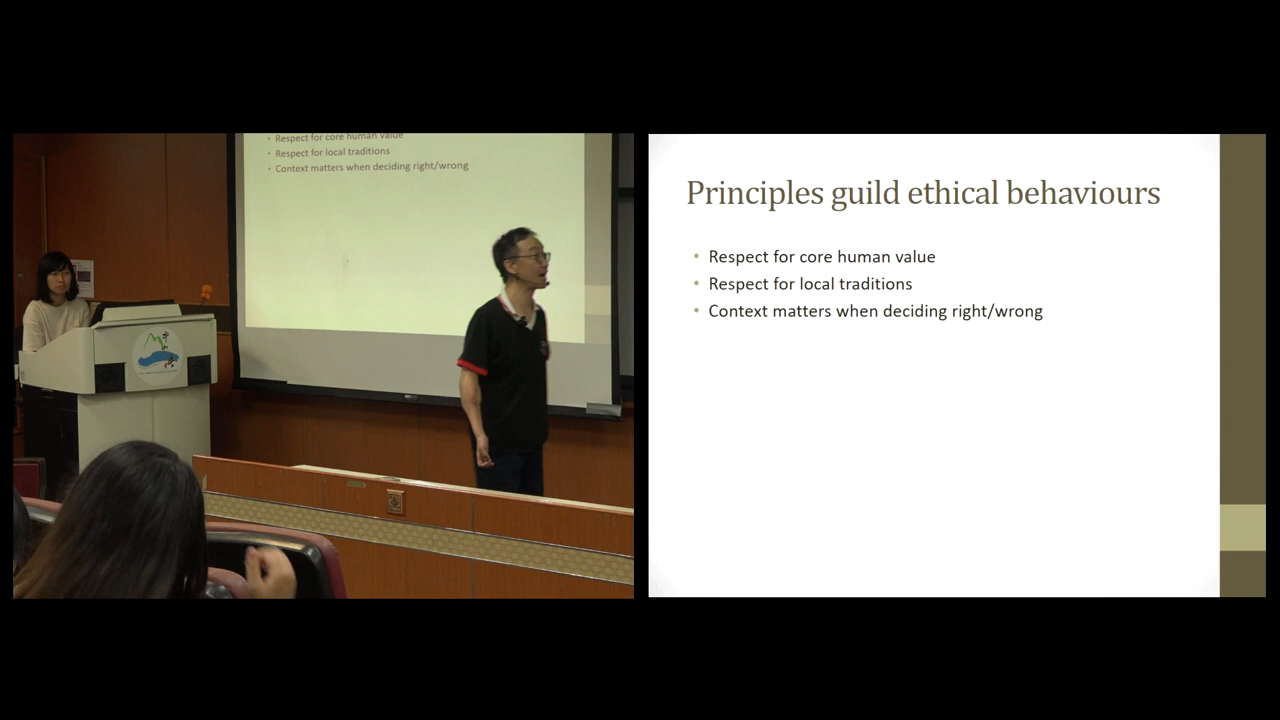 Respect for core human value
Respect for local traditions
Context matters when deciding right/wrong
Principles guild ethical behaviours
Respect for core human value
Respect for local traditions
Context matters when deciding right/wrong